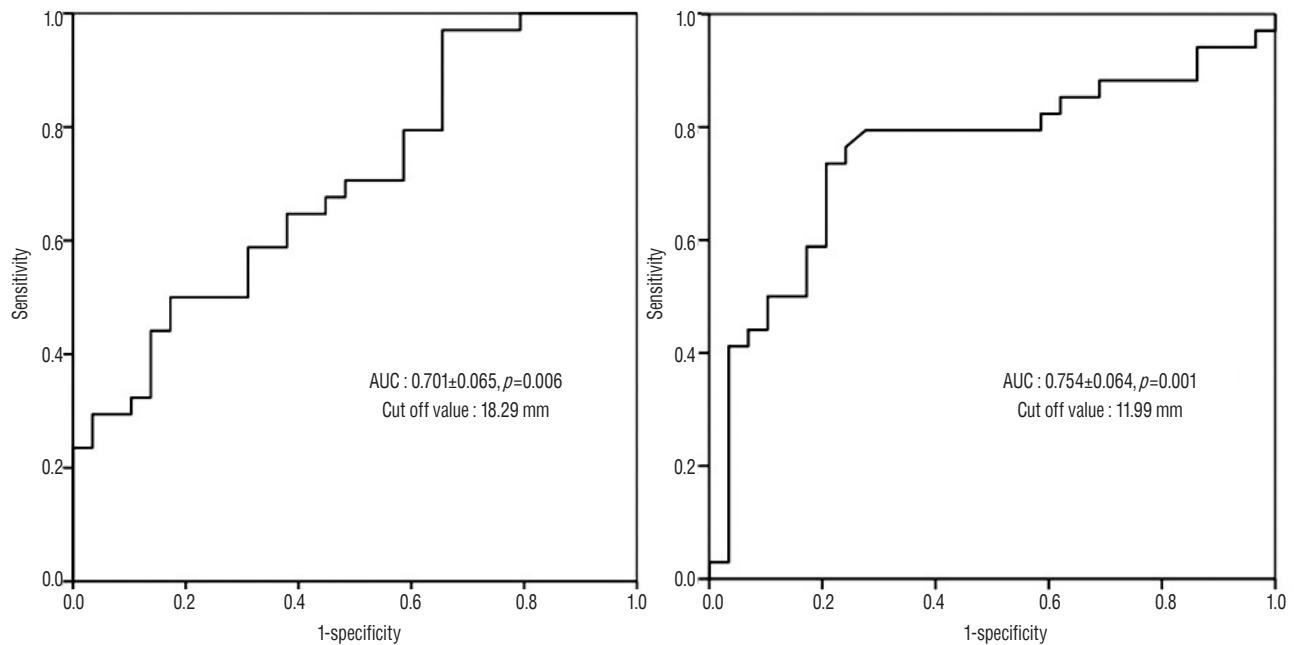 1.0
0.8
0.6
0.4
0.2
0.0
Sensitivity
0.0 0.2 0.4 0.6 0.8 1.0
1-specificity
AUC : 0.701±0.065, p=0.006
Cut off value : 18.29 mm
1.0
0.8
0.6
0.4
0.2
0.0
Sensitivity
0.0 0.2 0.4 0.6 0.8 1.0
1-specificity
AUC : 0.754±0.064, p=0.001
Cut off value : 11.99 mm